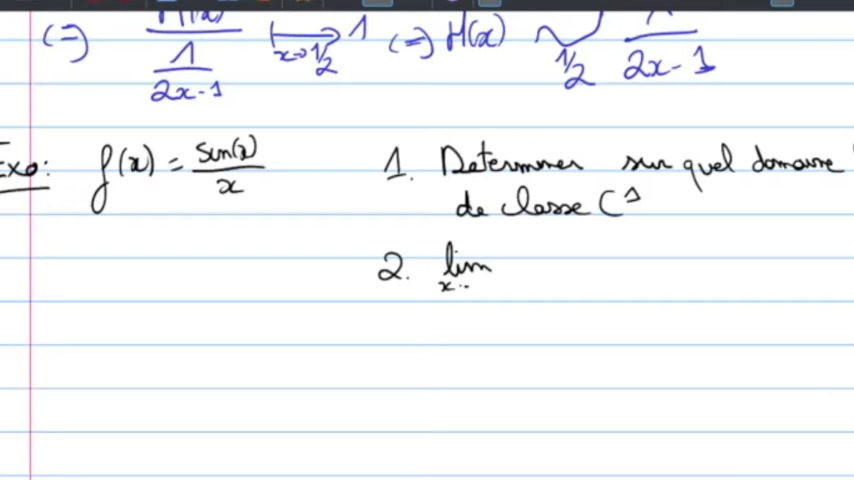 (=) H(x) / 1/(2x-1) ⟼ x→1/2 1 (=) H(x) ~ 1/2 1/(2x-1)
Exo: f(x) = sin(x)/x 1. Determiner sur quel domaine
de classe C^1
2. lim x→